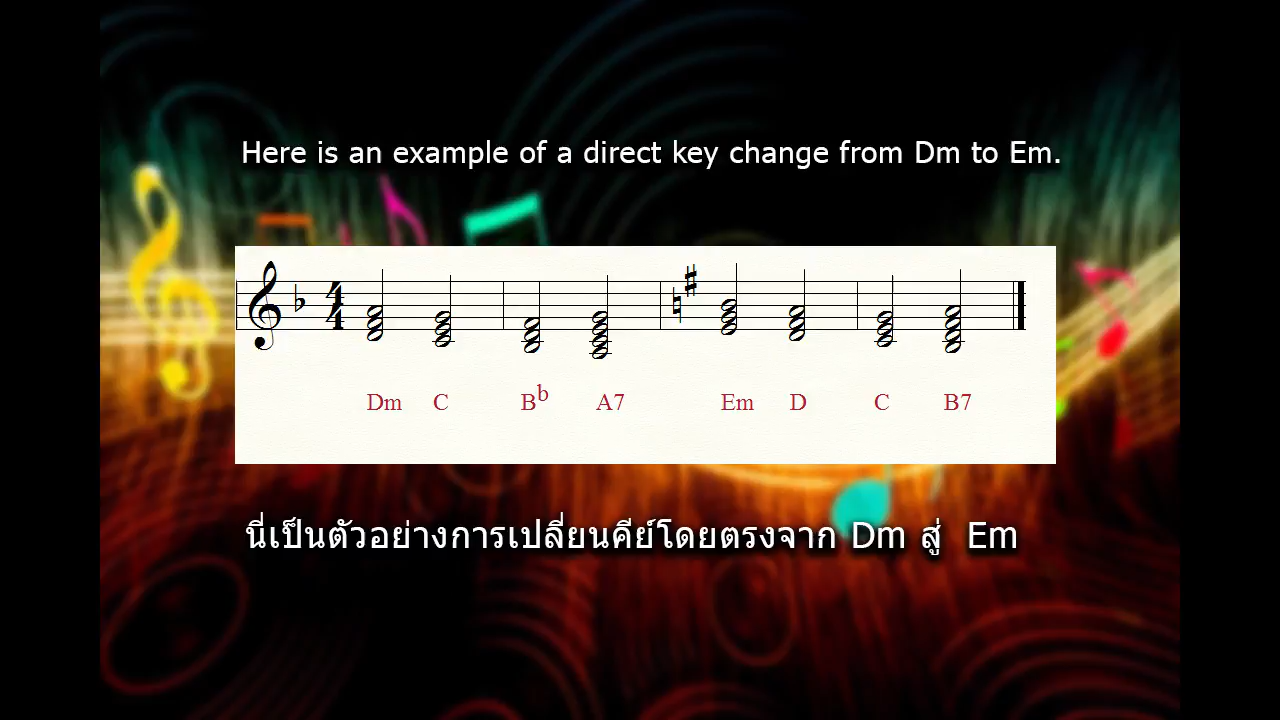 Here is an example of a direct key change from Dm to Em.
4
4
Dm C Bb A7 Em D C B7
นี่เป็นตัวอย่างการเปลี่ยนคีย์โดยตรงจาก Dm สู่ Em